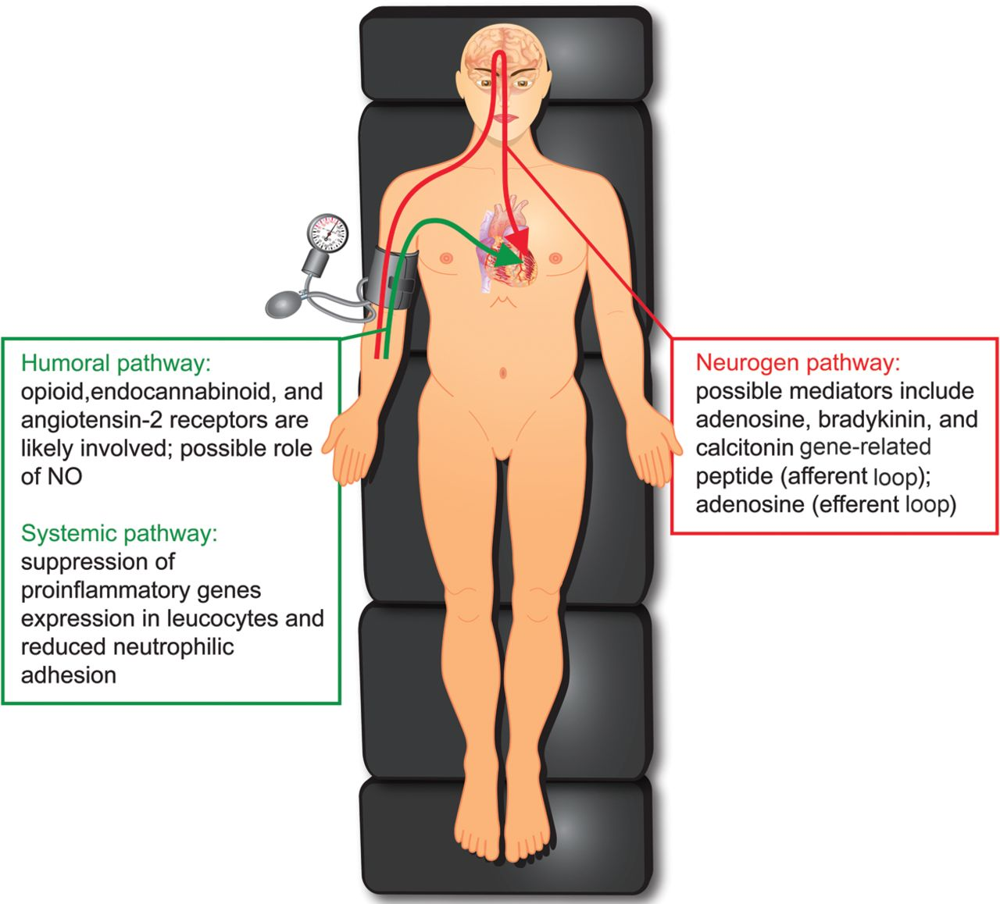 Humoral pathway:
opioid,endocannabinoid, and
angiotensin-2 receptors are
likely involved; possible role
of NO
Systemic pathway:
suppression of
proinflammatory genes
expression in leucocytes and
reduced neutrophilic
adhesion
Neurogen pathway:
possible mediators include
adenosine, bradykinin, and
calcitonin gene-related
peptide (afferent loop);
adenosine (efferent loop)